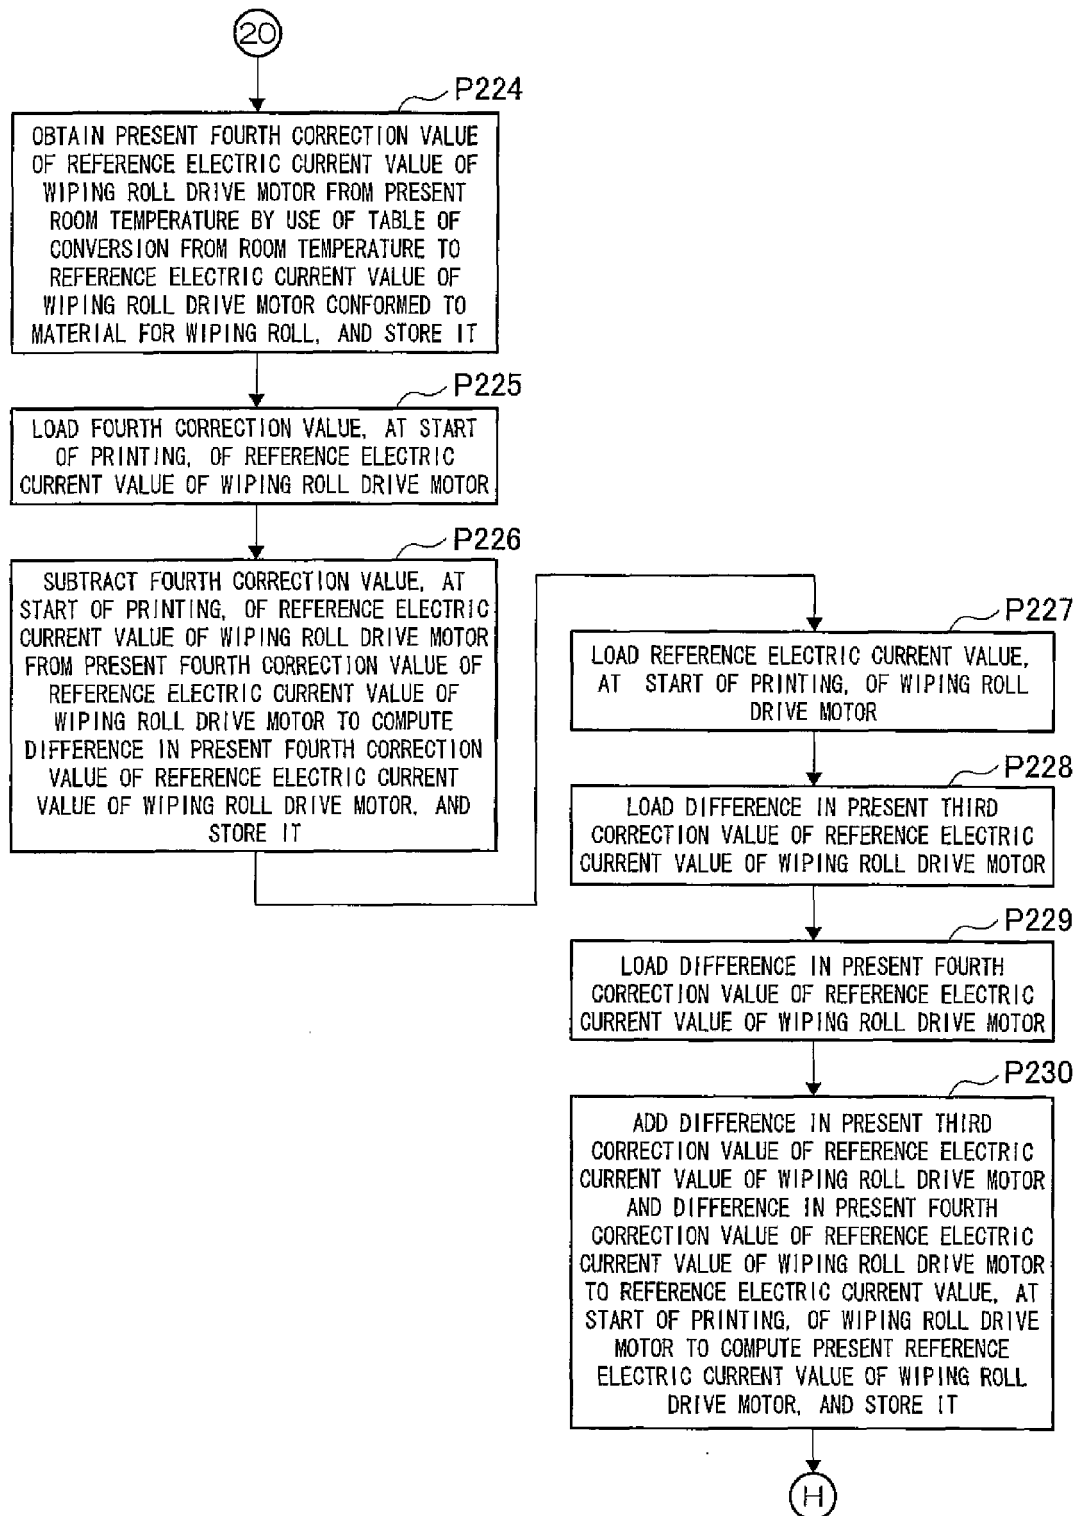 20
P224
OBTAIN PRESENT FOURTH CORRECTION VALUE
OF REFERENCE ELECTRIC CURRENT VALUE OF
WIPING ROLL DRIVE MOTOR FROM PRESENT
ROOM TEMPERATURE BY USE OF TABLE OF
CONVERSION FROM ROOM TEMPERATURE TO
REFERENCE ELECTRIC CURRENT VALUE OF
WIPING ROLL DRIVE MOTOR CONFORMED TO
MATERIAL FOR WIPING ROLL, AND STORE IT
P225
LOAD FOURTH CORRECTION VALUE, AT START
OF PRINTING, OF REFERENCE ELECTRIC
CURRENT VALUE OF WIPING ROLL DRIVE MOTOR
P226
SUBTRACT FOURTH CORRECTION VALUE, AT
START OF PRINTING, OF REFERENCE ELECTRIC
CURRENT VALUE OF WIPING ROLL DRIVE MOTOR
FROM PRESENT FOURTH CORRECTION VALUE OF
REFERENCE ELECTRIC CURRENT VALUE OF
WIPING ROLL DRIVE MOTOR TO COMPUTE
DIFFERENCE IN PRESENT FOURTH CORRECTION
VALUE OF REFERENCE ELECTRIC CURRENT
VALUE OF WIPING ROLL DRIVE MOTOR, AND
STORE IT
P227
LOAD REFERENCE ELECTRIC CURRENT VALUE,
AT START OF PRINTING, OF WIPING ROLL
DRIVE MOTOR
P228
LOAD DIFFERENCE IN PRESENT THIRD
CORRECTION VALUE OF REFERENCE ELECTRIC
CURRENT VALUE OF WIPING ROLL DRIVE MOTOR
P229
LOAD DIFFERENCE IN PRESENT FOURTH
CORRECTION VALUE OF REFERENCE ELECTRIC
CURRENT VALUE OF WIPING ROLL DRIVE MOTOR
P230
ADD DIFFERENCE IN PRESENT THIRD
CORRECTION VALUE OF REFERENCE ELECTRIC
CURRENT VALUE OF WIPING ROLL DRIVE MOTOR
AND DIFFERENCE IN PRESENT FOURTH
CORRECTION VALUE OF REFERENCE ELECTRIC
CURRENT VALUE OF WIPING ROLL DRIVE MOTOR
TO REFERENCE ELECTRIC CURRENT VALUE, AT
START OF PRINTING, OF WIPING ROLL DRIVE
MOTOR TO COMPUTE PRESENT REFERENCE
ELECTRIC CURRENT VALUE OF WIPING ROLL
DRIVE MOTOR, AND STORE IT
H